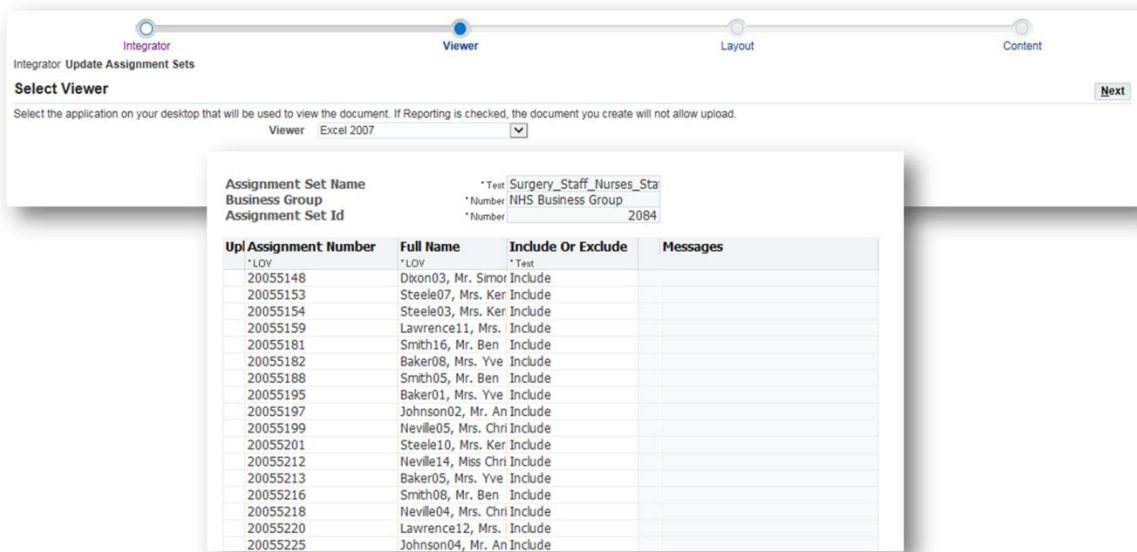 Integrator Viewer Layout Content
Integrator Update Assignment Sets
Select Viewer Next
Select the application on your desktop that will be used to view the document. If Reporting is checked, the document you create will not allow upload.
Viewer Excel 2007
Assignment Set Name * Text Surgery_Staff_Nurses_Sta
Business Group * Number NHS Business Group
Assignment Set Id * Number 2084
Upl Assignment Number Full Name Include Or Exclude Messages
* LOV * LOV * Text
20055148 Dixon03, Mr. Simon Include
20055153 Steele07, Mrs. Ker Include
20055154 Steele03, Mrs. Ker Include
20055159 Lawrence11, Mrs. Include
20055181 Smith16, Mr. Ben Include
20055182 Baker08, Mrs. Yve Include
20055188 Smith05, Mr. Ben Include
20055195 Baker01, Mrs. Yve Include
20055197 Johnson02, Mr. An Include
20055199 Neville05, Mrs. Chri Include
20055201 Steele10, Mrs. Ker Include
20055212 Neville14, Miss Chri Include
20055213 Baker05, Mrs. Yve Include
20055216 Smith08, Mr. Ben Include
20055218 Neville04, Mrs. Chri Include
20055220 Lawrence12, Mrs. Include
20055225 Johnson04, Mr. An Include